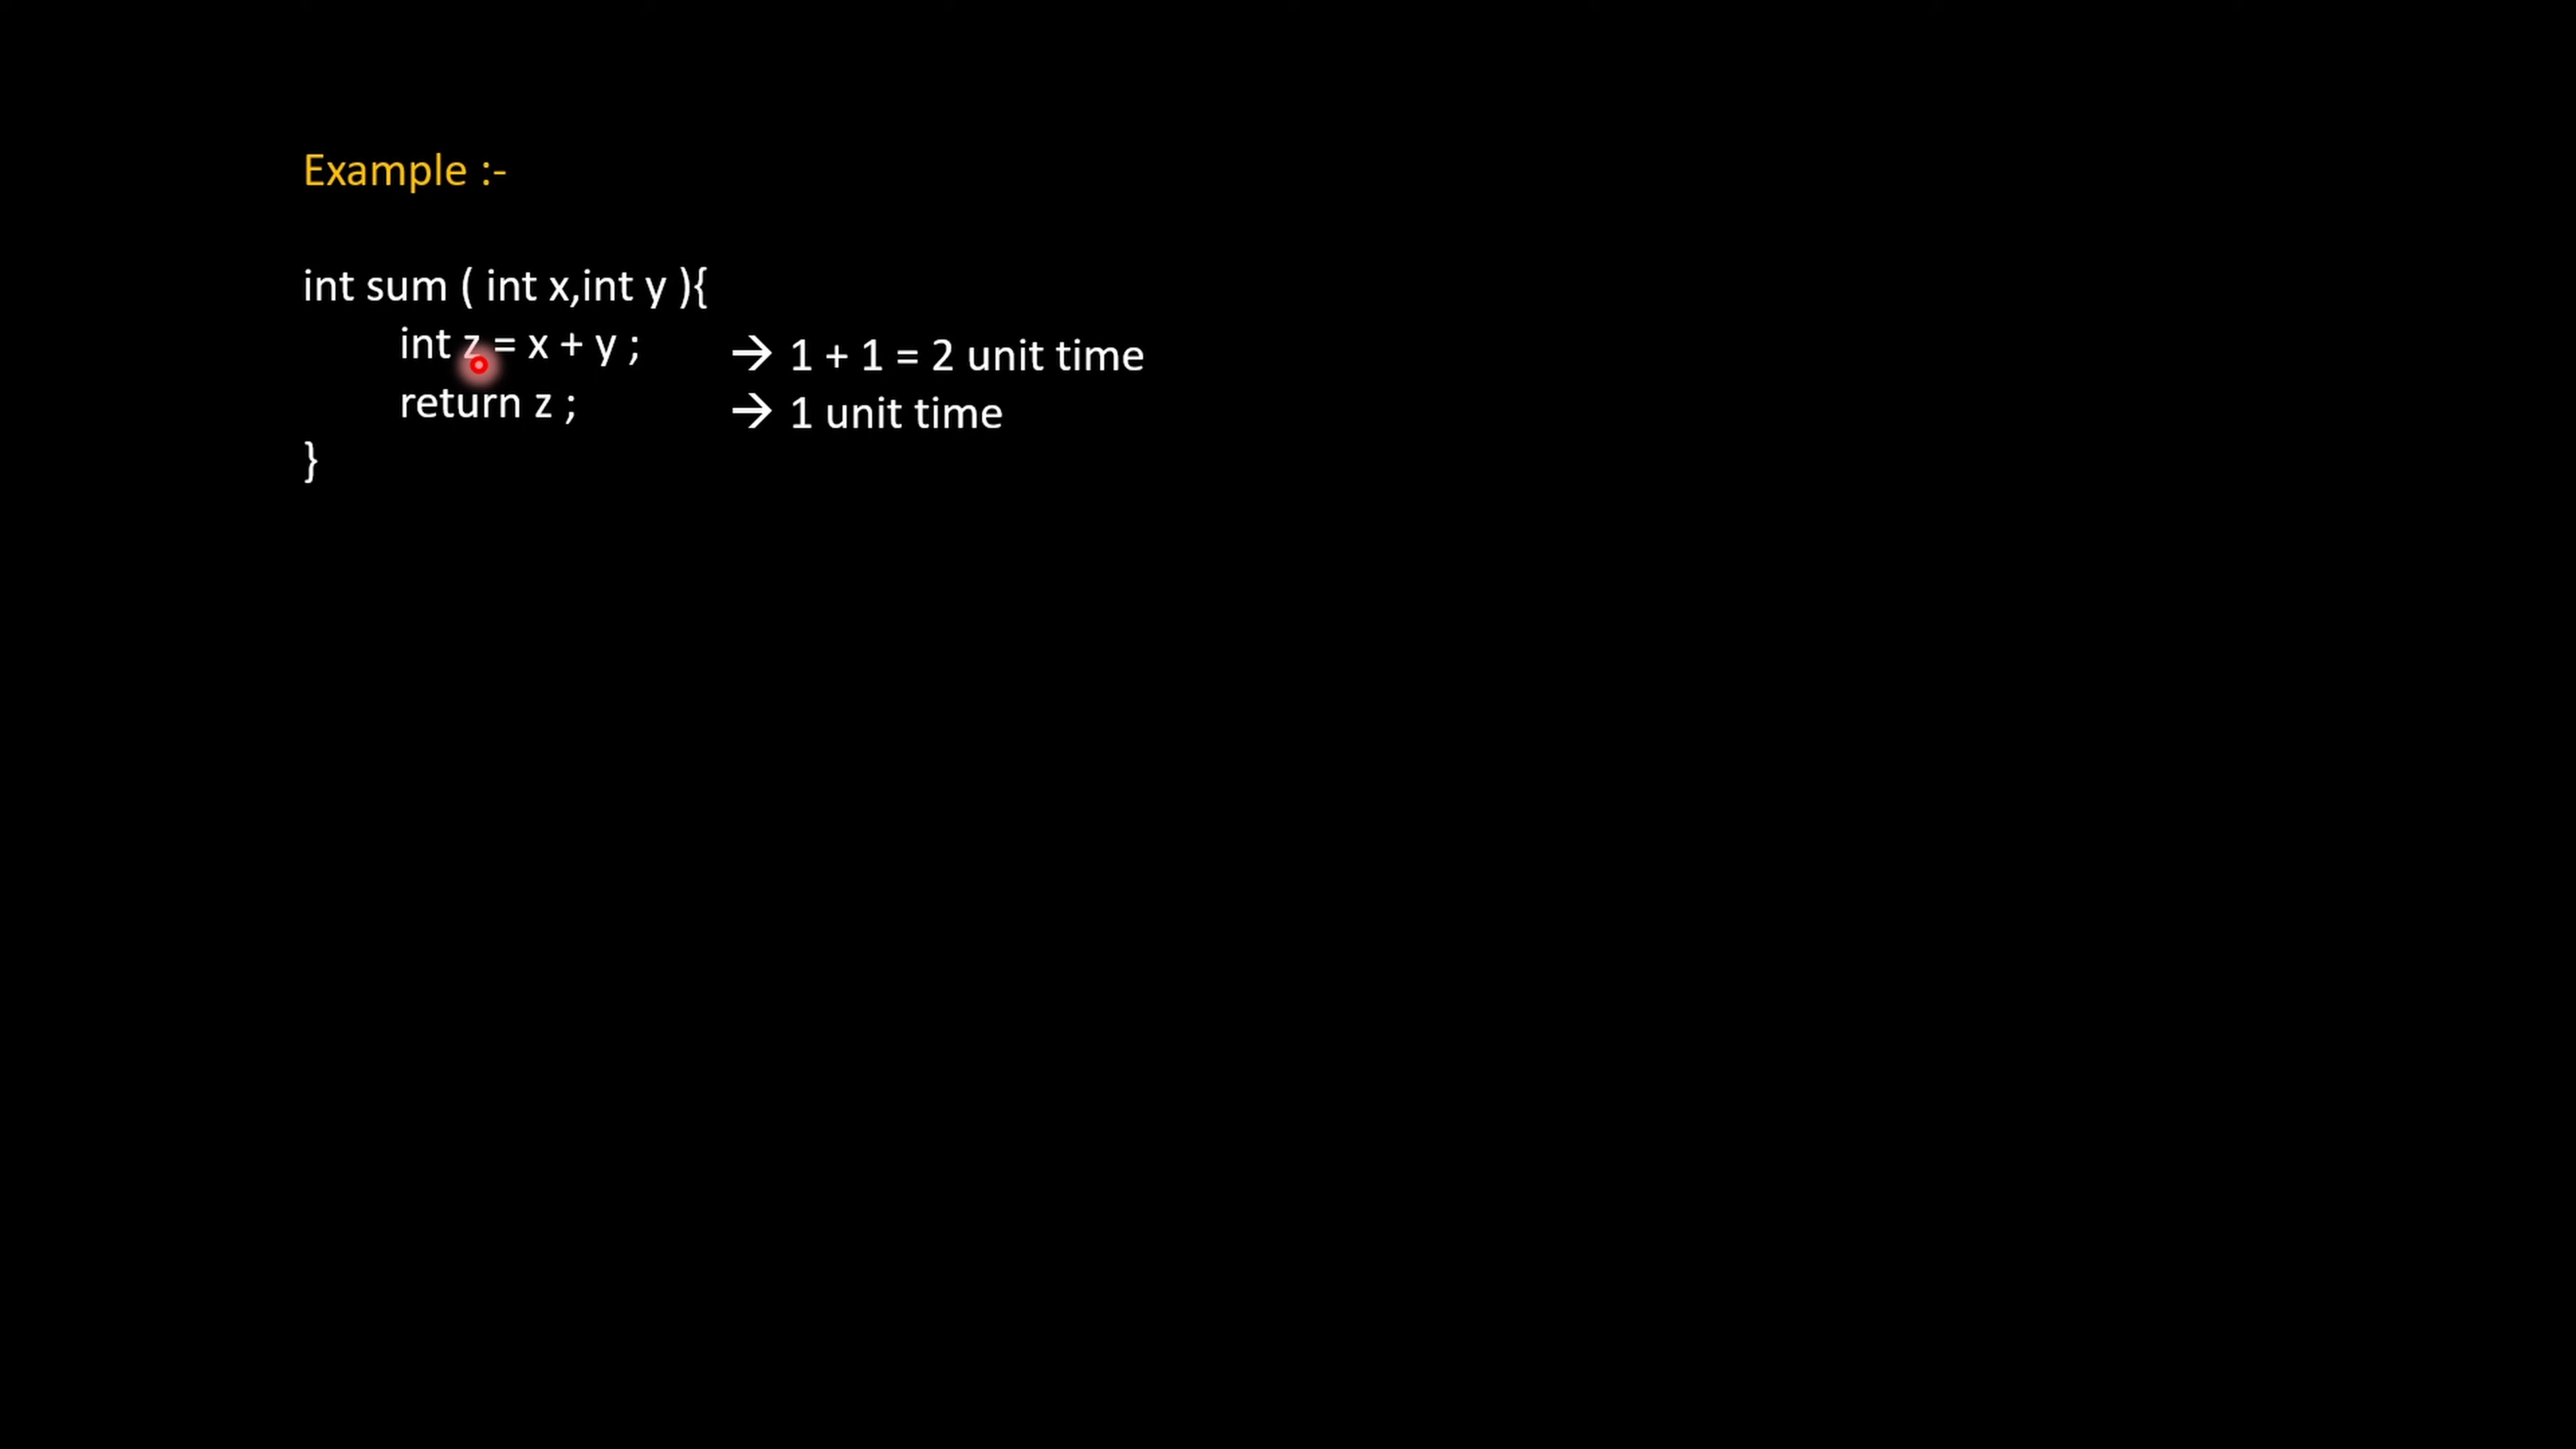 Example :-
int sum ( int x,int y ){
int z = x + y ; → 1 + 1 = 2 unit time
return z ; → 1 unit time
}